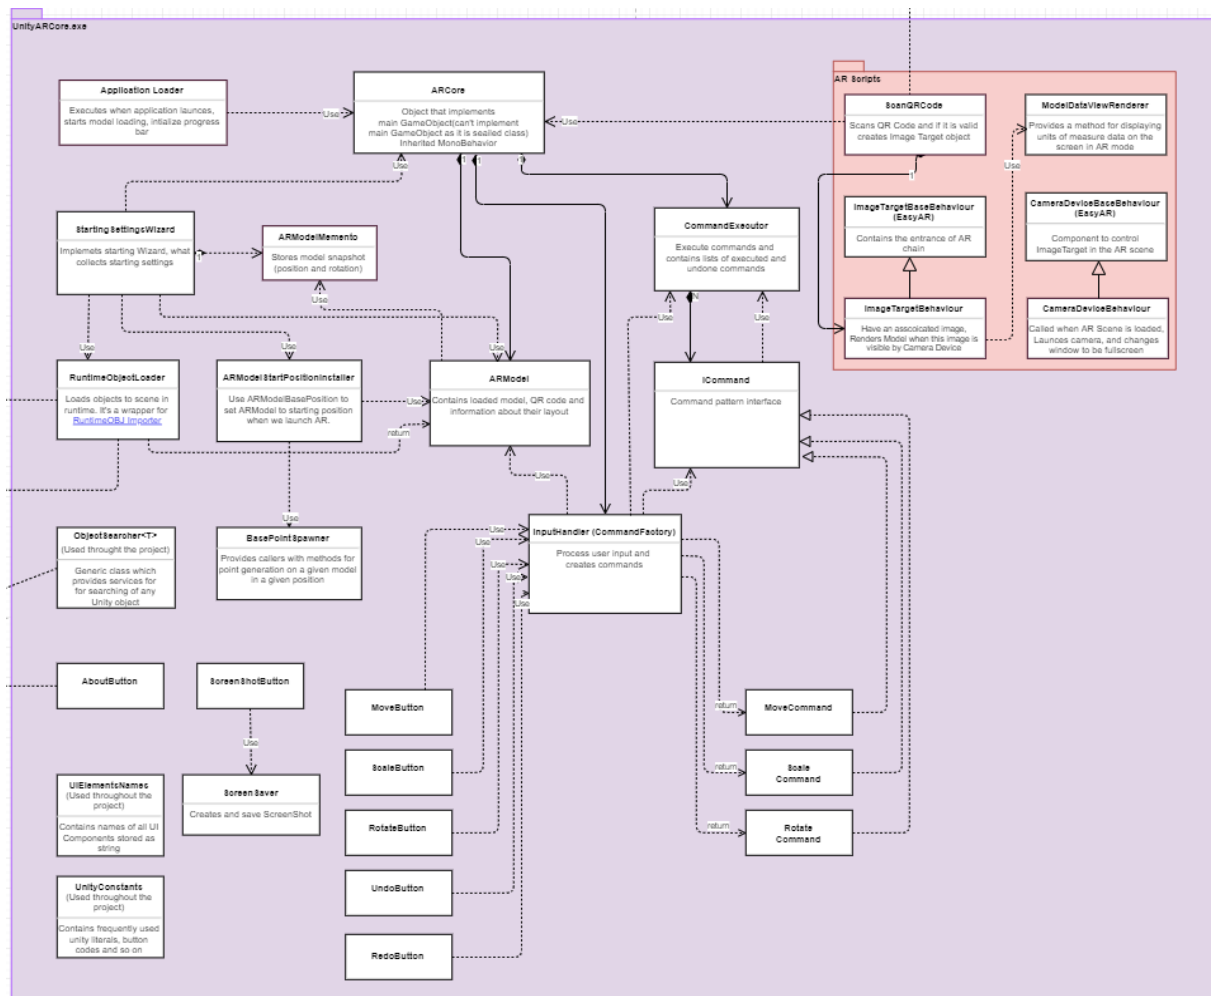 UnityARCore.exe
Application Loader
Executes when application launces,
starts model loading, intialize progress
bar
Use
ARCore
Object that implements
main GameObject(can't implement
main GameObject as it is sealled class)
Inherited MonoBehavior
Use
1
1
1
Use
AR Scripts
ScanQRCode
Scans QR Code and if it is valid
creates Image Target object
1
ModelDataViewRenderer
Provides a method for displaying
units of measure data on the
screen in AR mode
Use
ImageTargetBaseBehaviour
(EasyAR)
Contains the entrance of AR
chain
CameraDeviceBaseBehaviour
(EasyAR)
Component to control
ImageTarget in the AR scene
ImageTargetBehaviour
Have an asscoicated image,
Renders Model when this image is
visible by Camera Device
CameraDeviceBehaviour
Called when AR Scene is loaded,
Launces camera, and changes
window to be fullscreen
StartingSettingsWizard
Implemets starting Wizard, what
collects starting settings
1
ARModelMemento
Stores model snapshot
(position and rotation)
Use
CommandExecutor
Execute commands and
contains lists of executed and
undone commands
N
Use
Use
Use
Use
Use
RuntimeObjectLoader
Loads objects to scene in
runtime. It's a wrapper for
RuntimeOBJ Importer
ARModelStartPositionInstaller
Use ARModelBasePosition to
set ARModel to starting position
when we launch AR.
Use
return
ARModel
Contains loaded model, QR code and
information about their layout
ICommand
Command pattern interface
Use
Use
Use
ObjectSearcher<T>
(Used throught the project)
Generic class which
provides services for
for searching of any
Unity object
BasePointSpawner
Provides callers with methods for
point generation on a given model
in a given position
InputHandler (CommandFactory)
Process user input and
creates commands
Use
Use
Use
Use
Use
AboutButton
ScreenShotButton
Use
MoveButton
return
MoveCommand
ScaleButton
return
Scale
Command
UIElementsNames
(Used throughout the
project)
Contains names of all UI
Components stored as
string
ScreenSaver
Creates and save ScreenShot
RotateButton
return
Rotate
Command
UnityConstants
(Used throughout the
project)
Contains frequently used
unity literals, button
codes and so on
UndoButton
RedoButton